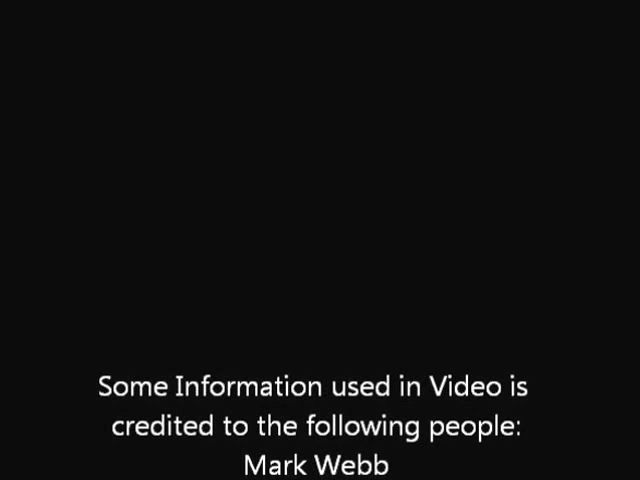 Some Information used in Video is
credited to the following people:
Mark Webb